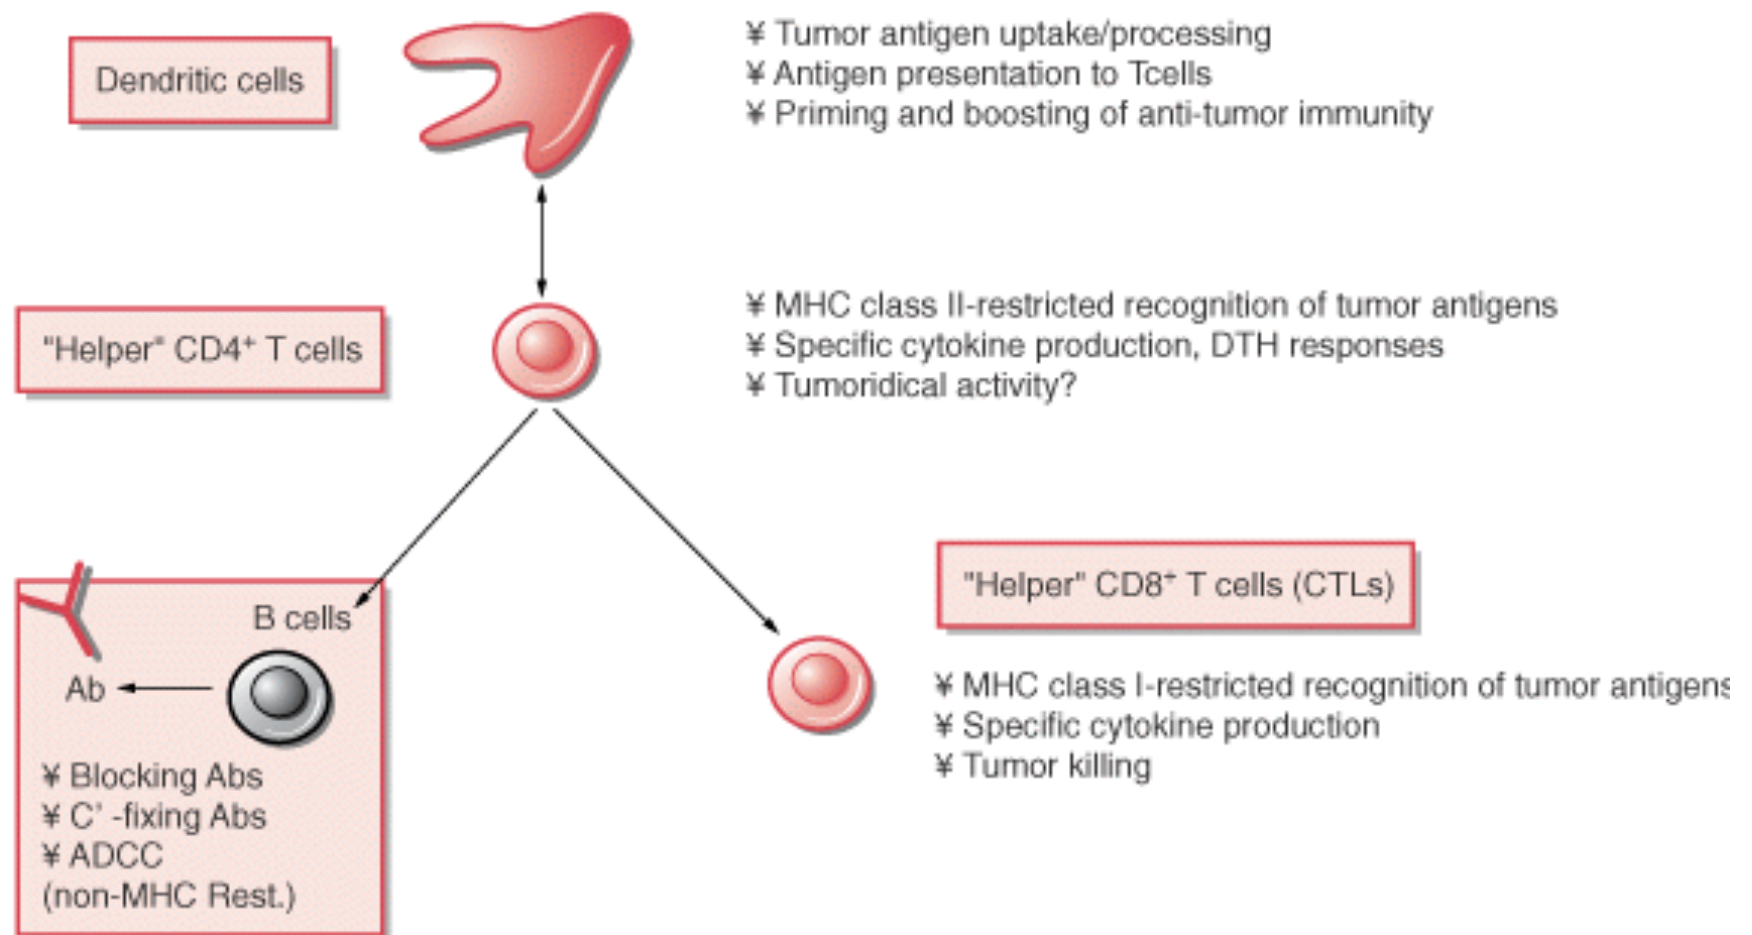 Dendritic cells
¥ Tumor antigen uptake/processing
¥ Antigen presentation to Tcells
¥ Priming and boosting of anti-tumor immunity
"Helper" CD4⁺ T cells
¥ MHC class II-restricted recognition of tumor antigens
¥ Specific cytokine production, DTH responses
¥ Tumoridical activity?
B cells
Ab
¥ Blocking Abs
¥ C' -fixing Abs
¥ ADCC
(non-MHC Rest.)
"Helper" CD8⁺ T cells (CTLs)
¥ MHC class I-restricted recognition of tumor antigens
¥ Specific cytokine production
¥ Tumor killing